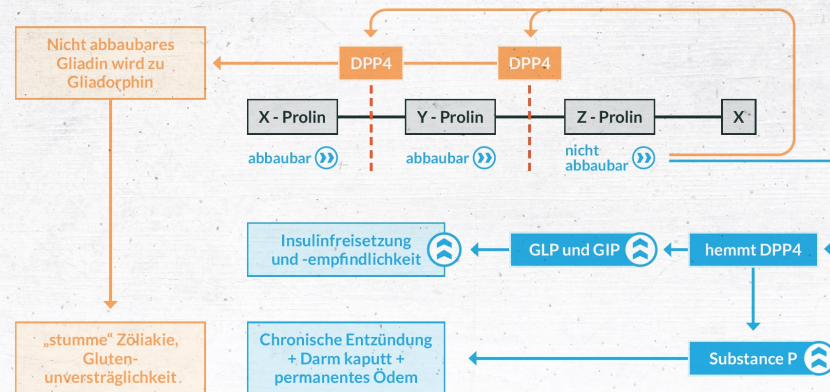 Nicht abbaubares
Gliadin wird zu
Gliadorphin
DPP4
DPP4
X - Prolin
Y - Prolin
Z - Prolin
X
abbaubar
abbaubar
nicht
abbaubar
Insulinfreisetzung
und -empfindlichkeit
GLP und GIP
hemmt DPP4
„stumme“ Zöliakie,
Gluten-
unversträglichkeit
Chronische Entzündung
+ Darm kaputt +
permanentes Ödem
Substance P